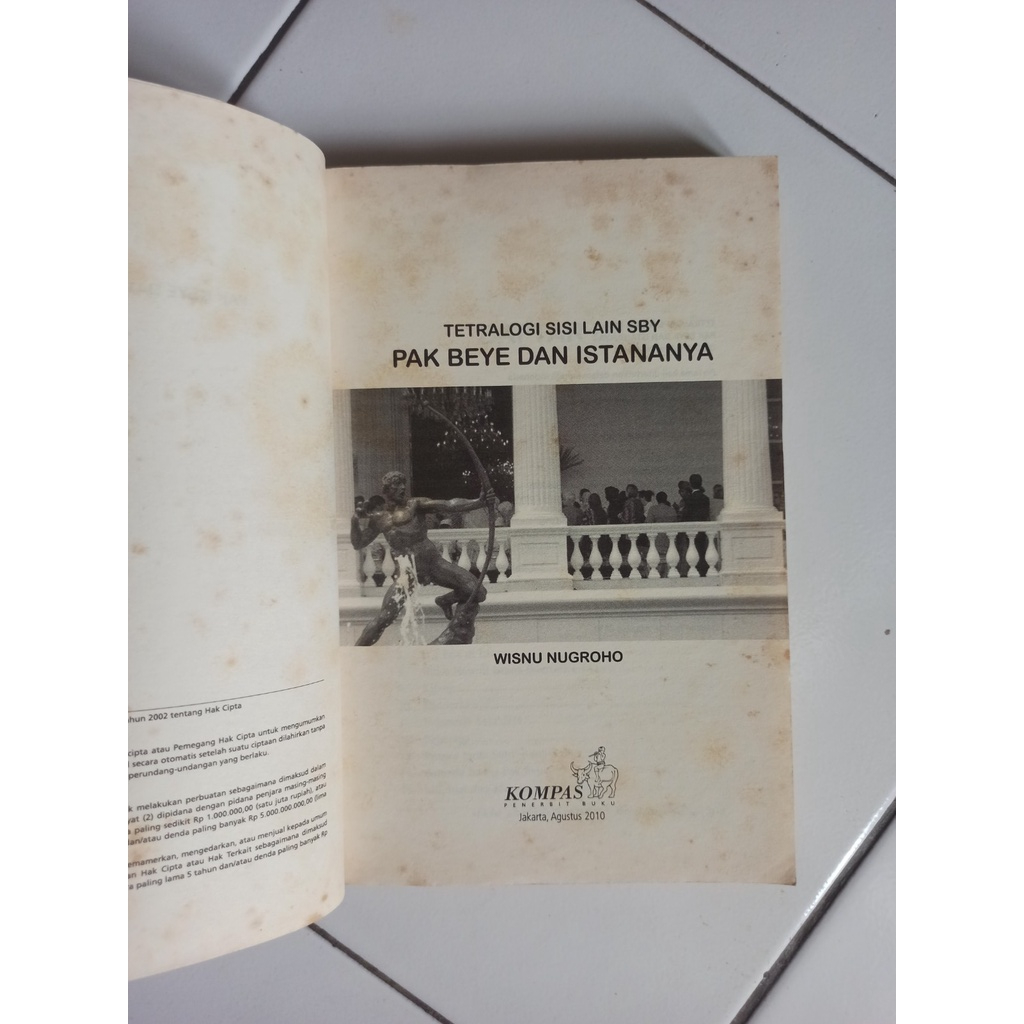 ahun 2002 tentang Hak Cipta
cipta atau Pemegang Hak Cipta untuk mengumumkan
secara otomatis setelah suatu ciptaan dilahirkan tanpa
perundang-undangan yang berlaku.
melakukan perbuatan sebagaimana dimaksud dalam
ayat (2) dipidana dengan pidana penjara masing-masing
paling sedikit Rp 1.000.000,00 (satu juta rupiah), atau
dan/atau denda paling banyak Rp 5.000.000.000,00 (lima
memamerkan, mengedarkan, atau menjual kepada umum
Hak Cipta atau Hak Terkait sebagaimana dimaksud
paling lama 5 tahun dan/atau denda paling banyak Rp
TETRALOGI SISI LAIN SBY
PAK BEYE DAN ISTANANYA
WISNU NUGROHO
KOMPAS
PENERBIT BUKU
Jakarta, Agustus 2010